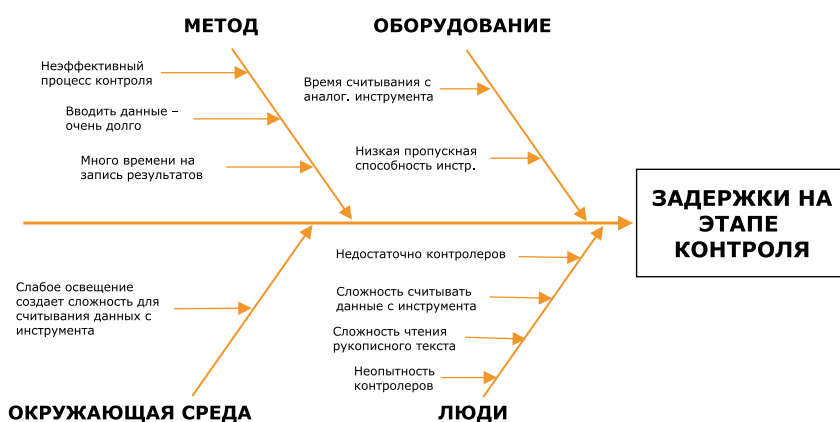 МЕТОД
ОБОРУДОВАНИЕ
Неэффективный
процесс контроля
Вводить данные –
очень долго
Много времени на
запись результатов
Время считывания с
аналог. инструмента
Низкая пропускная
способность инстр.
ЗАДЕРЖКИ НА
ЭТАПЕ
КОНТРОЛЯ
Слабое освещение
создает сложность для
считывания данных с
инструмента
Недостаточно контролеров
Сложность считывать
данные с инструмента
Сложность чтения
рукописного текста
Неопытность
контролеров
ОКРУЖАЮЩАЯ СРЕДА
ЛЮДИ